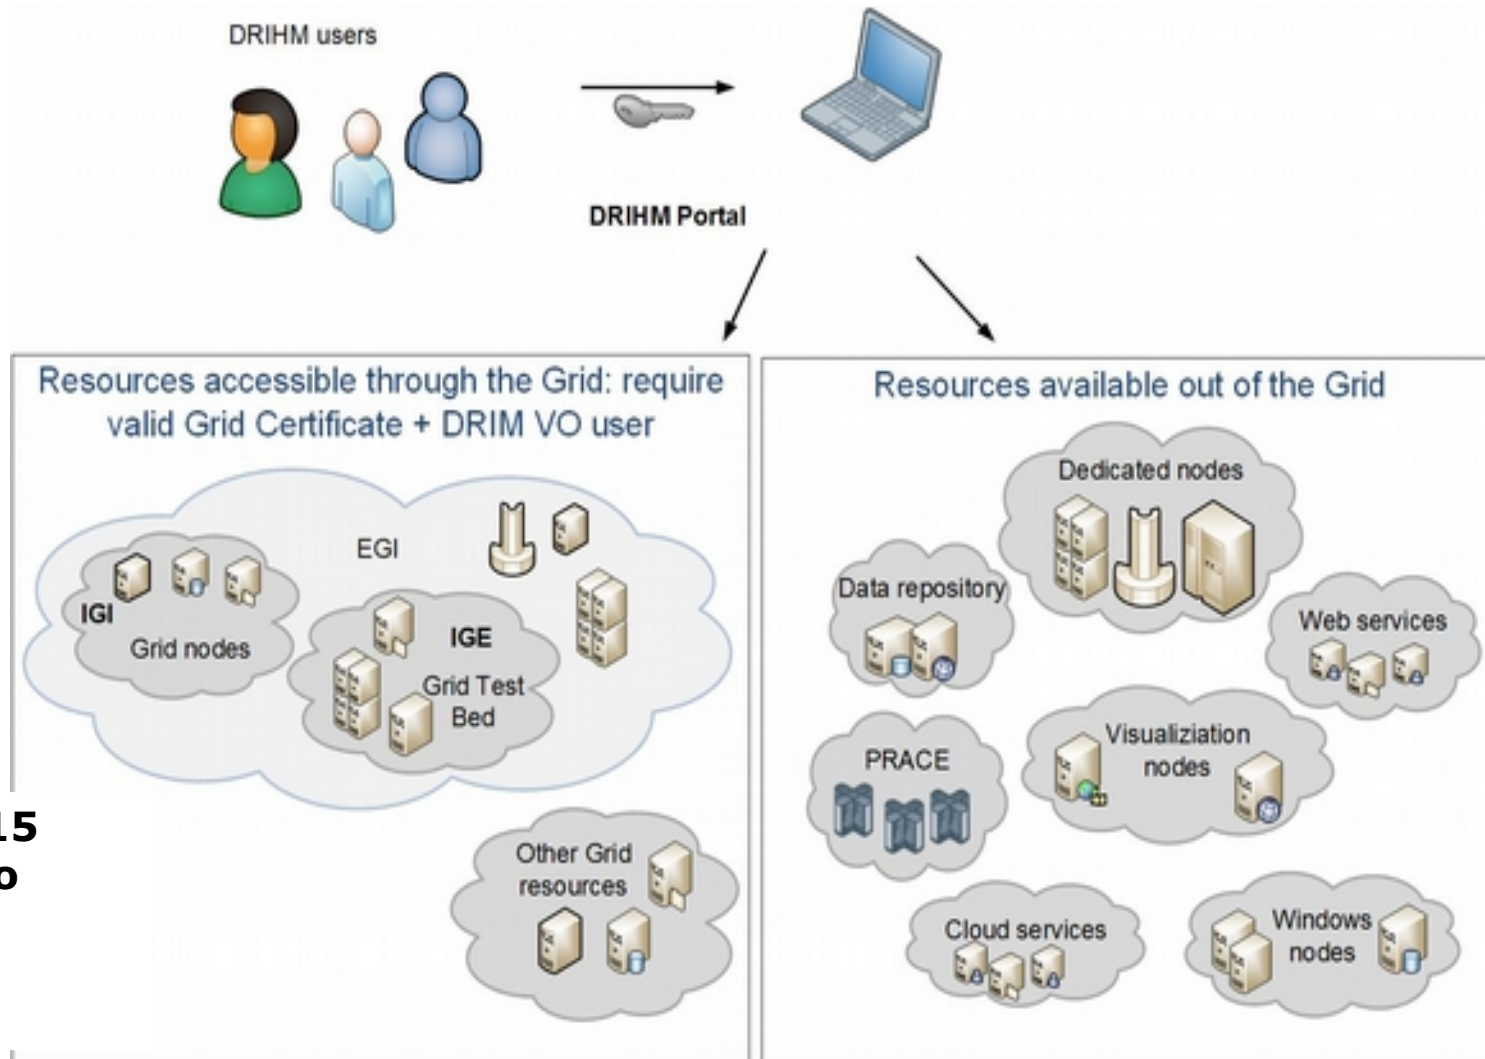 DRIHM users
DRIHM Portal
Resources accessible through the Grid: require
valid Grid Certificate + DRIM VO user
EGI
IGI
Grid nodes
IGE
Grid Test
Bed
Other Grid
resources
15
o
Resources available out of the Grid
Dedicated nodes
Data repository
Web services
Visualiziation
nodes
PRACE
Cloud services
Windows
nodes